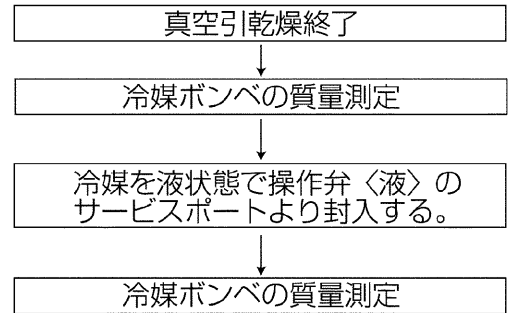 真空引乾燥終了
冷媒ボンベの質量測定
冷媒を液状態で操作弁〈液〉の
サービスポートより封入する。
冷媒ボンベの質量測定